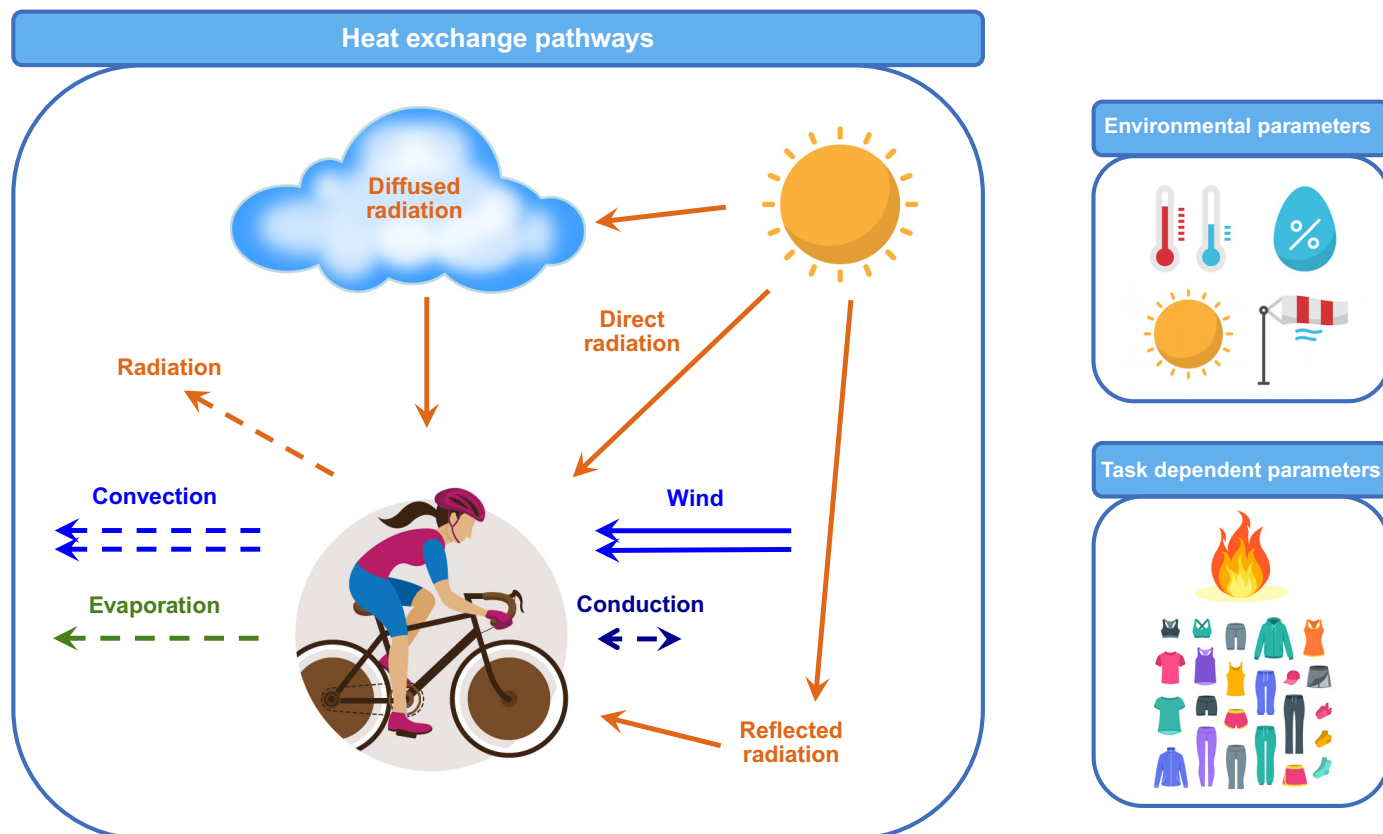 Heat exchange pathways
Diffused
radiation
Direct
radiation
Radiation
Convection
Wind
Evaporation
Conduction
Reflected
radiation
Environmental parameters
%
Task dependent parameters